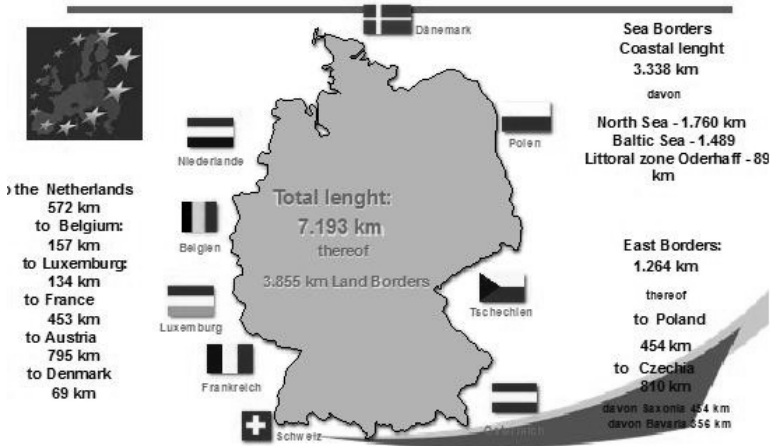 Dänemark
Sea Borders
Coastal lenght
3.338 km
davon
North Sea - 1.760 km
Baltic Sea - 1.489
Littoral zone Oderhaff - 89
km
Polen
Niederlande
o the Netherlands
572 km
to Belgium:
157 km
to Luxemburg:
134 km
to France
453 km
to Austria
795 km
to Denmark
69 km
Belgien
Luxemburg
Frankreich
Schweiz
Total lenght:
7.193 km
thereof
3.855 km Land Borders
Tschechien
East Borders:
1.264 km
thereof
to Poland
454 km
to Czechia
810 km
davon Saxonia 454 km
davon Bavaria 356 km